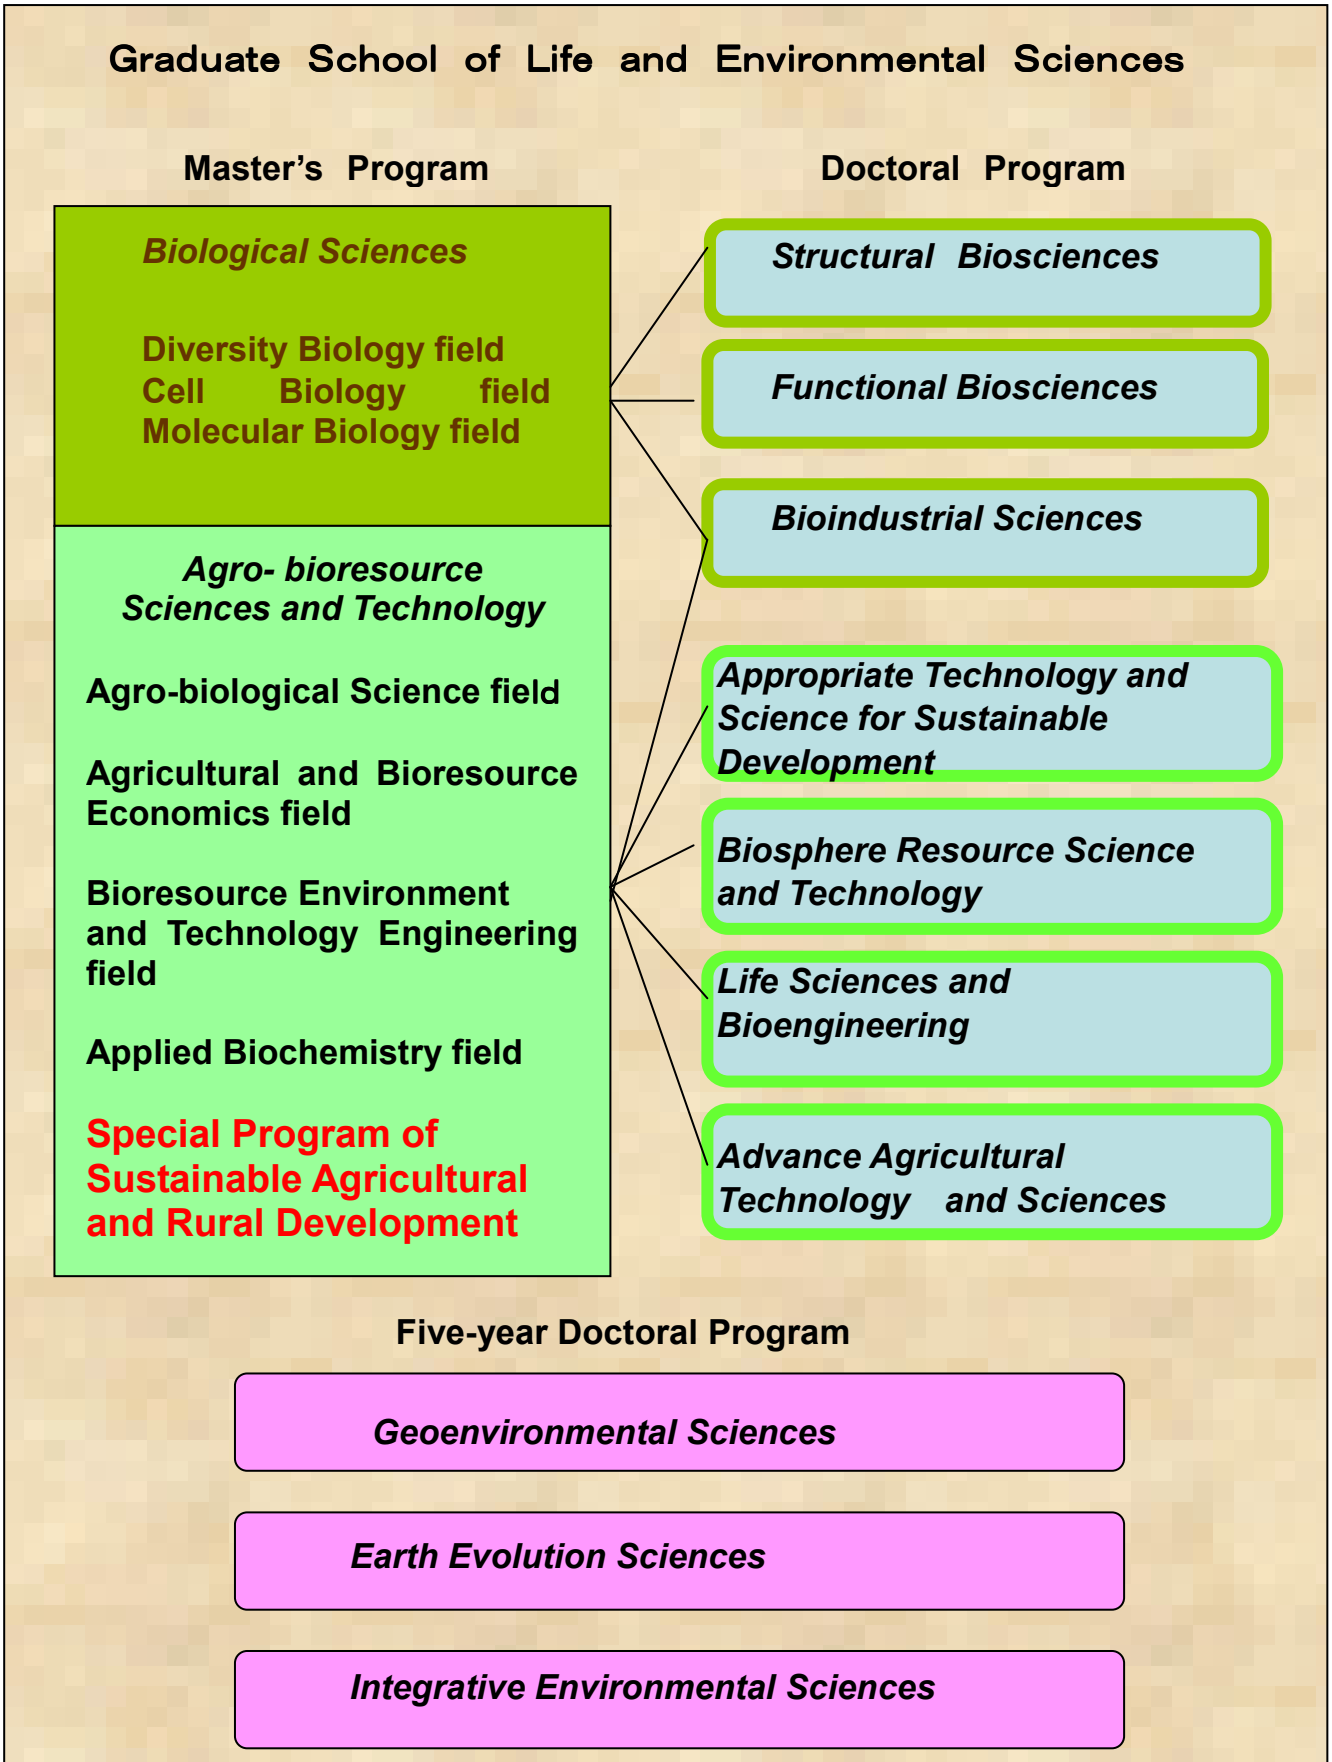 Graduate School of Life and Environmental Sciences
Master’s Program
Biological Sciences
Diversity Biology field
Cell Biology field
Molecular Biology field
Agro- bioresource
Sciences and Technology
Agro-biological Science field
Agricultural and Bioresource
Economics field
Bioresource Environment
and Technology Engineering
field
Applied Biochemistry field
Special Program of
Sustainable Agricultural
and Rural Development
Doctoral Program
Structural Biosciences
Functional Biosciences
Bioindustrial Sciences
Appropriate Technology and
Science for Sustainable
Development
Biosphere Resource Science
and Technology
Life Sciences and
Bioengineering
Advance Agricultural
Technology and Sciences
Five-year Doctoral Program
Geoenvironmental Sciences
Earth Evolution Sciences
Integrative Environmental Sciences